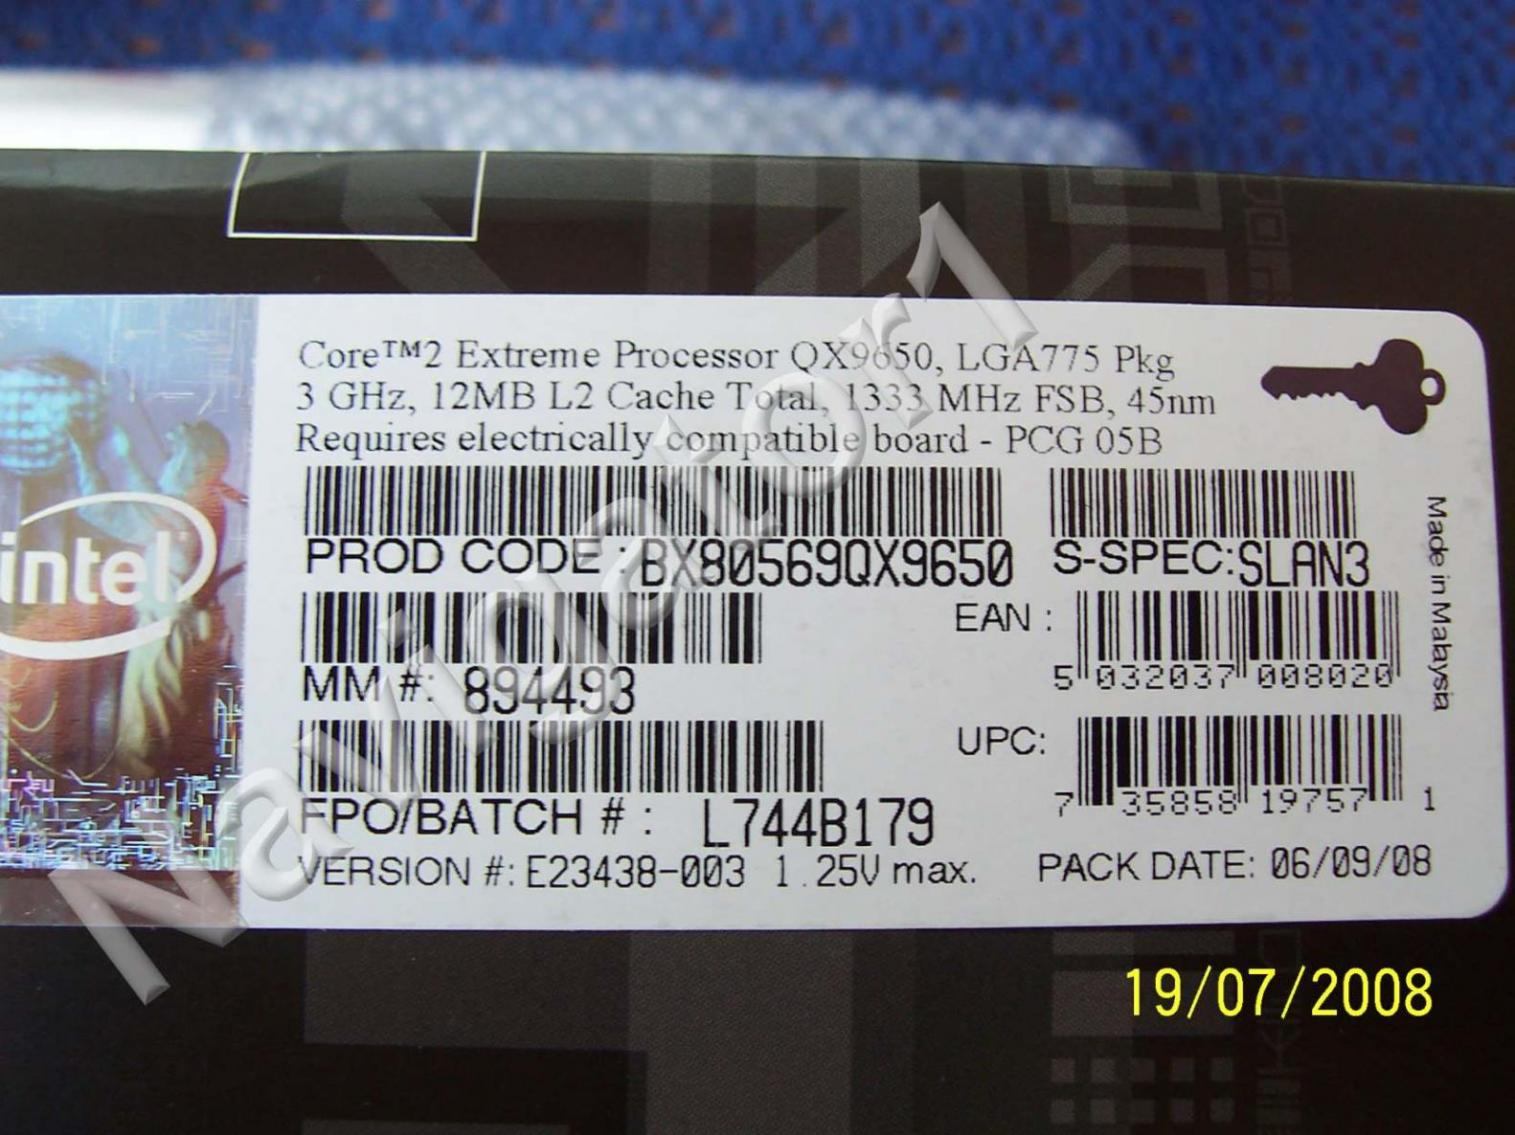 Core™2 Extreme Processor QX9650, LGA775 Pkg
3 GHz, 12MB L2 Cache Total, 1333 MHz FSB, 45nm
Requires electrically compatible board - PCG 05B
PROD CODE : BX80569QX9650 S-SPEC:SLAN3
EAN :
5 032037 008020
MM #: 894493
UPC:
7 35858 19757 1
FPO/BATCH # : L744B179
VERSION #: E23438-003 1.25V max. PACK DATE: 06/09/08
Made in Malaysia
intel
Navigator1
19/07/2008